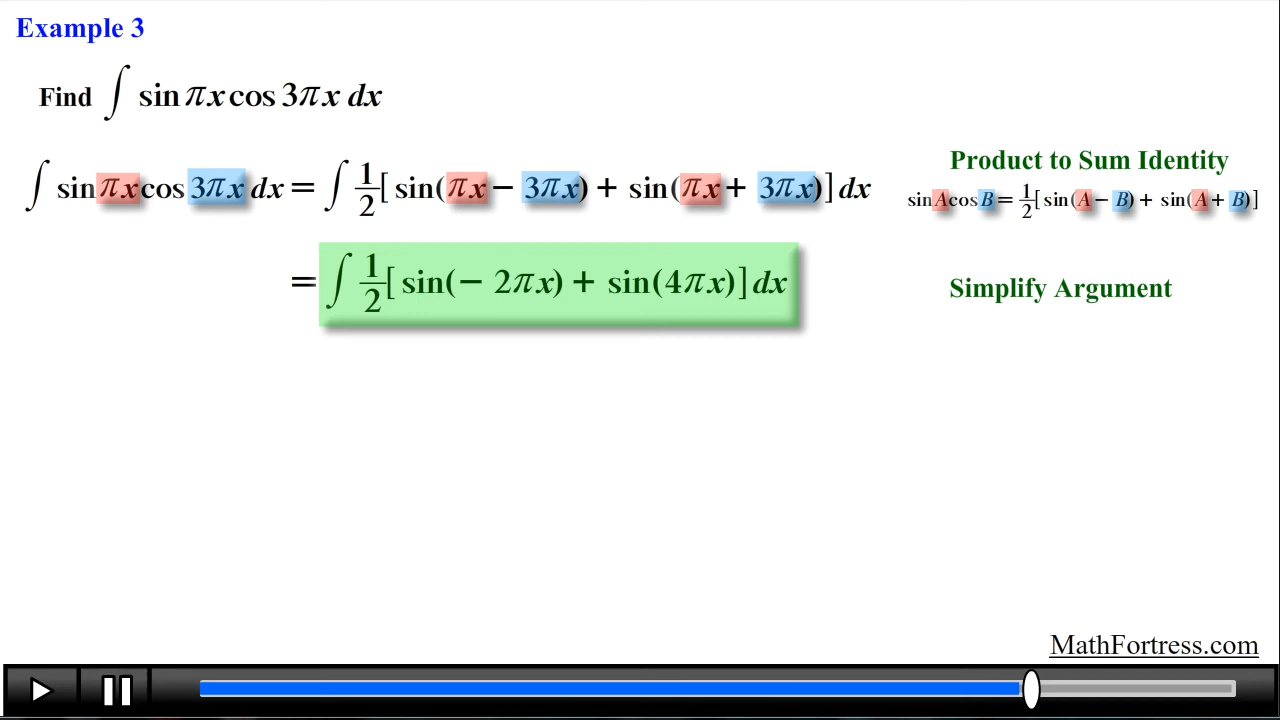 Example 3
Find ∫ sin πx cos 3πx dx
∫ sin πx cos 3πx dx = ∫ 1/2 [ sin(πx − 3πx) + sin(πx + 3πx)] dx
Product to Sum Identity
sin A cos B = 1/2 [ sin(A − B) + sin(A + B)]
= ∫ 1/2 [ sin(− 2πx) + sin(4πx)] dx
Simplify Argument
MathFortress.com